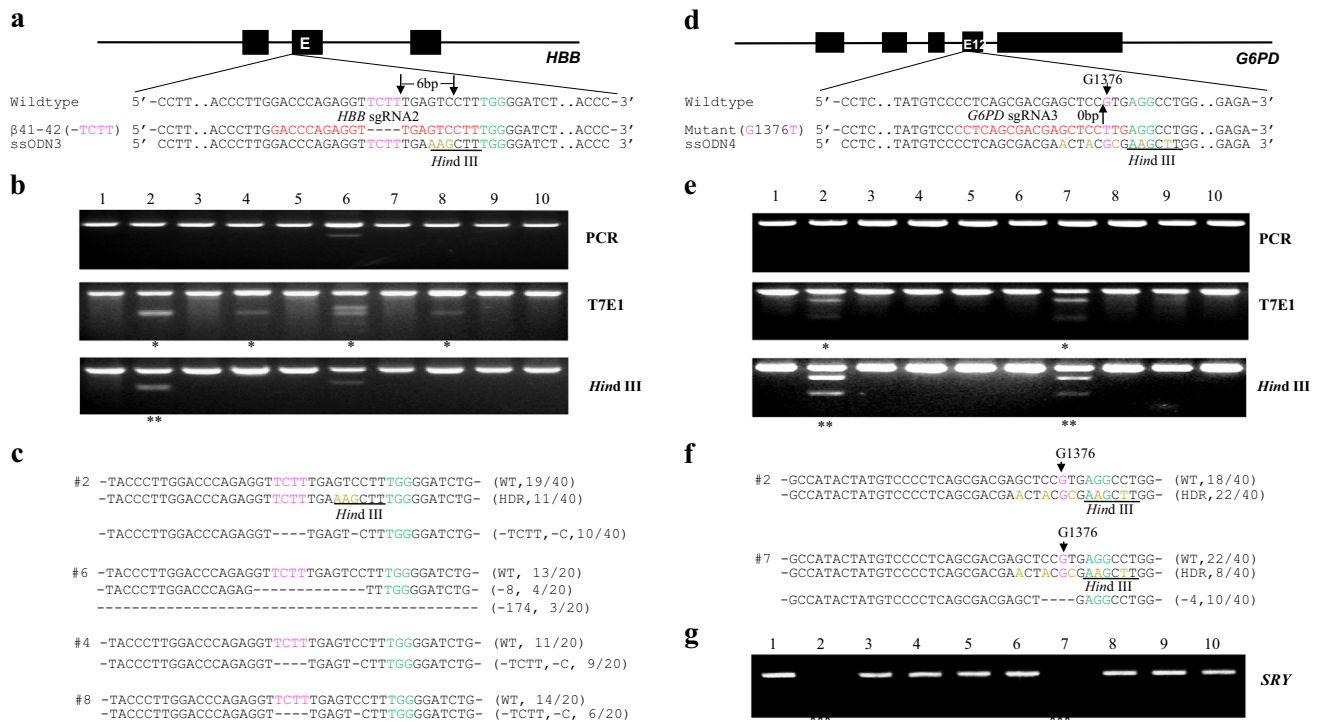 a
E
HBB
6bp
Wildtype 5′ -CCTT..ACCCTTGGACCCAGAGGTTCTTTGAGTCCTTTGGGGATCT..ACCC-3′
HBB sgRNA2
β41-42(-TCTT) 5′ -CCTT..ACCCTTGGACCCAGAGGT----TGAGTCCTTTGGGGATCT..ACCC 3′
ssODN3 5′ -CCTT..ACCCTTGGACCCAGAGGTTCTTTGAAAGCTTTGGGGATCT..ACCC 3′
Hind III
b
1 2 3 4 5 6 7 8 9 10
PCR
T7E1
* * * *
Hind III
**
c
#2 -TACCCTTGGACCCAGAGGTTCTTTGAGTCCTTTGGGGATCTG- (WT,19/40)
-TACCCTTGGACCCAGAGGTTCTTTGAAAGCTTTGGGGATCTG- (HDR,11/40)
Hind III
-TACCCTTGGACCCAGAGGT----TGAGT-CTTTGGGGATCTG- (-TCTT,-C,10/40)
#6 -TACCCTTGGACCCAGAGGTTCTTTGAGTCCTTTGGGGATCTG- (WT, 13/20)
-TACCCTTGGACCCAGAG------------TTTGGGGATCTG- (-8, 4/20)
--------------------------------------------- (-174, 3/20)
#4 -TACCCTTGGACCCAGAGGTTCTTTGAGTCCTTTGGGGATCTG- (WT, 11/20)
-TACCCTTGGACCCAGAGGT----TGAGT-CTTTGGGGATCTG- (-TCTT,-C, 9/20)
#8 -TACCCTTGGACCCAGAGGTTCTTTGAGTCCTTTGGGGATCTG- (WT, 14/20)
-TACCCTTGGACCCAGAGGT----TGAGT-CTTTGGGGATCTG- (-TCTT,-C, 6/20)
d
E12
G6PD
G1376
Wildtype 5′ -CCTC..TATGTCCCCTCAGCGACGAGCTCCGTGAGGCCTGG..GAGA-3′
G6PD sgRNA3 0bp
Mutant(G1376T) 5′ -CCTC..TATGTCCCCTCAGCGACGAGCTCCTTGAGGCCTGG..GAGA 3′
ssODN4 5′ -CCTC..TATGTCCCCTCAGCGACGAACTACGCGAAGCTTGG..GAGA 3′
Hind III
e
1 2 3 4 5 6 7 8 9 10
PCR
T7E1
* *
Hind III
** **
f
G1376
#2 -GCCATACTATGTCCCCTCAGCGACGAGCTCCGTGAGGCCTGG- (WT,18/40)
-GCCATACTATGTCCCCTCAGCGACGAACTACGCGAAGCTTGG- (HDR,22/40)
Hind III
G1376
#7 -GCCATACTATGTCCCCTCAGCGACGAGCTCCGTGAGGCCTGG- (WT,22/40)
-GCCATACTATGTCCCCTCAGCGACGAACTACGCGAAGCTTGG- (HDR,8/40)
Hind III
-GCCATACTATGTCCCCTCAGCGACGAGCT----GAGGCCTGG- (-4,10/40)
g
1 2 3 4 5 6 7 8 9 10
SRY
*** ***